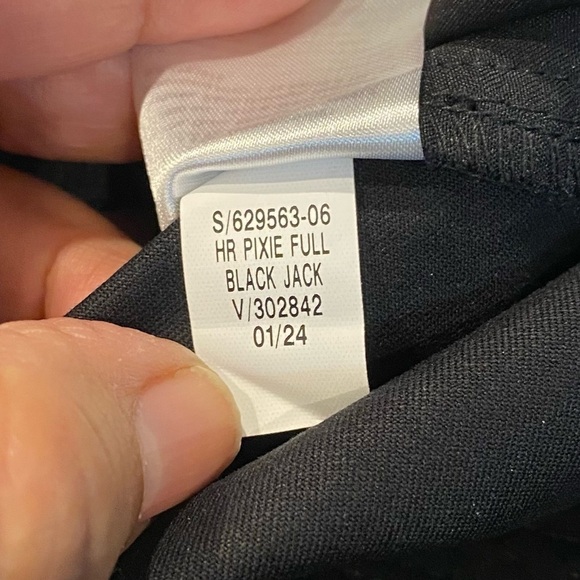 S/629563-06
HR PIXIE FULL
BLACK JACK
V/302842
01/24